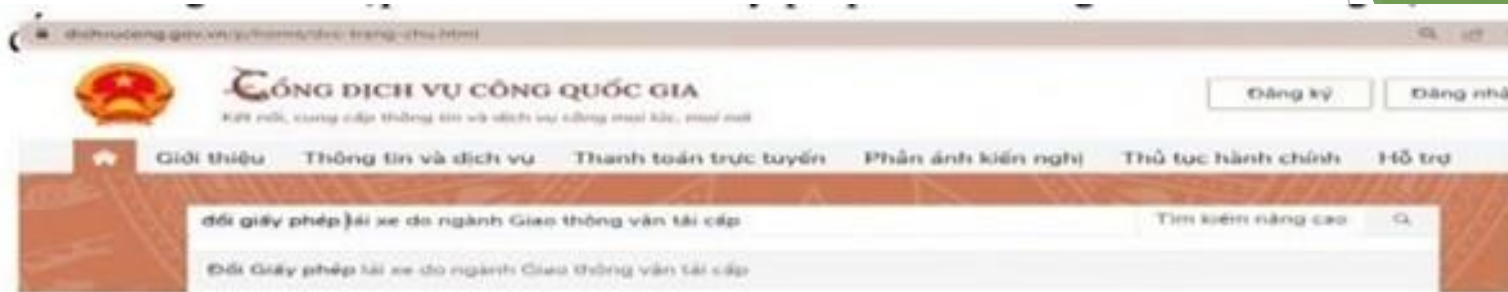 dichvucong.gov.vn/p/home/dvc-trang-chu.html
CỔNG DỊCH VỤ CÔNG QUỐC GIA
Đăng ký
Đăng nhậ
Kết nối, cung cấp thông tin và dịch vụ công mọi lúc, mọi nơi
Giới thiệu Thông tin và dịch vụ Thanh toán trực tuyến Phản ánh kiến nghị Thủ tục hành chính Hỗ trợ
đổi giấy phép lái xe do ngành Giao thông vận tải cấp
Tìm kiếm nâng cao
Đổi Giấy phép lái xe do ngành Giao thông vận tải cấp